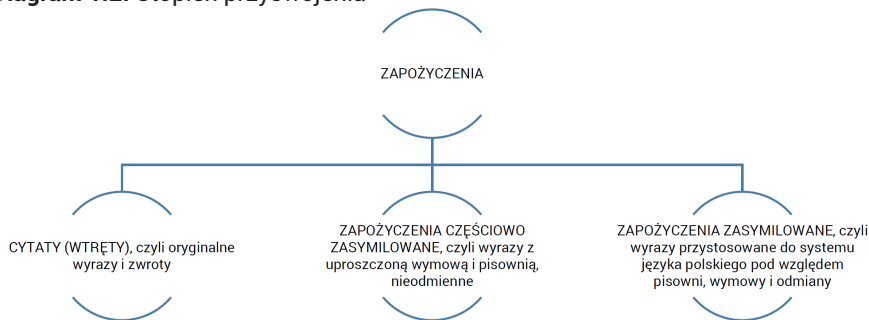 ZAPOŻYCZENIA
CYTATY (WTRĘTY), czyli oryginalne
wyrazy i zwroty
ZAPOŻYCZENIA CZĘŚCIOWO
ZASYMILOWANE, czyli wyrazy z
uproszczoną wymową i pisownią,
nieodmienne
ZAPOŻYCZENIA ZASYMILOWANE, czyli
wyrazy przystosowane do systemu
języka polskiego pod względem
pisowni, wymowy i odmiany